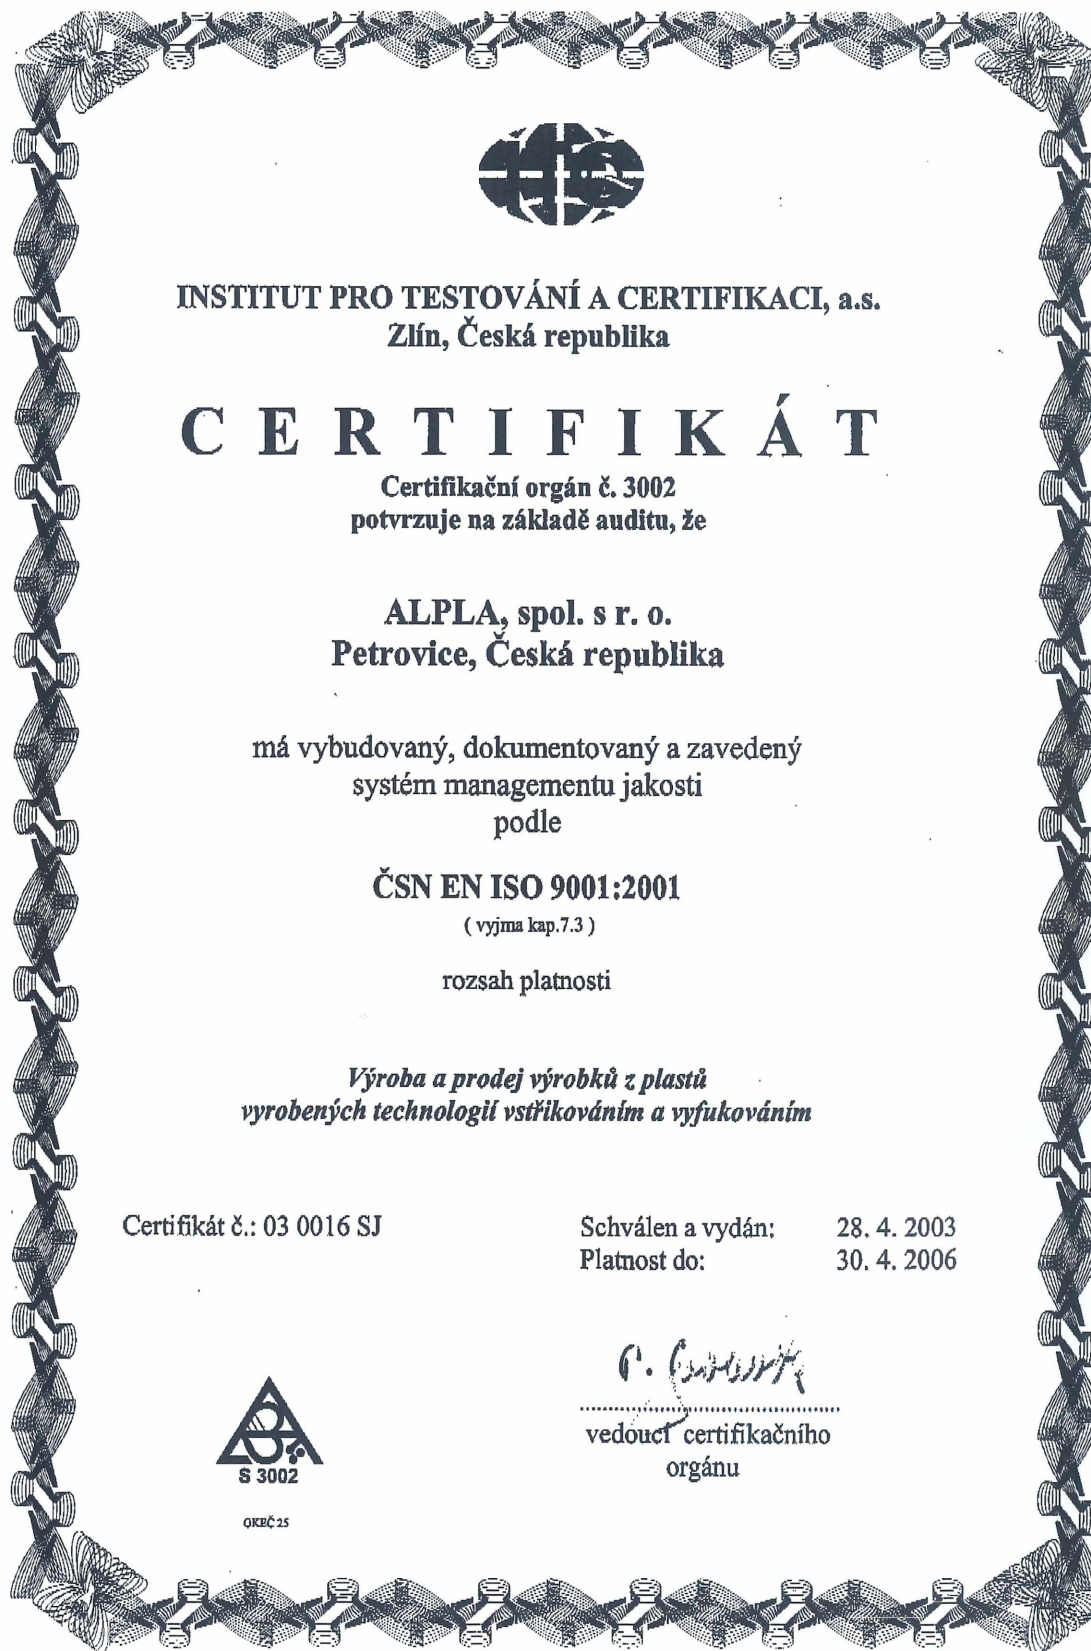 INSTITUT PRO TESTOVÁNÍ A CERTIFIKACI, a.s.
Zlín, Česká republika
CERTIFIKÁT
Certifikační orgán č. 3002
potvrzuje na základě auditu, že
ALPLA, spol. s r. o.
Petrovice, Česká republika
má vybudovaný, dokumentovaný a zavedený
systém managementu jakosti
podle
ČSN EN ISO 9001:2001
( vyjma kap.7.3 )
rozsah platnosti
Výroba a prodej výrobků z plastů
vyrobených technologií vstřikováním a vyfukováním
Certifikát č.: 03 0016 SJ
Schválen a vydán: 28. 4. 2003
Platnost do: 30. 4. 2006
vedoucí certifikačního
orgánu
S 3002
OKEČ 25